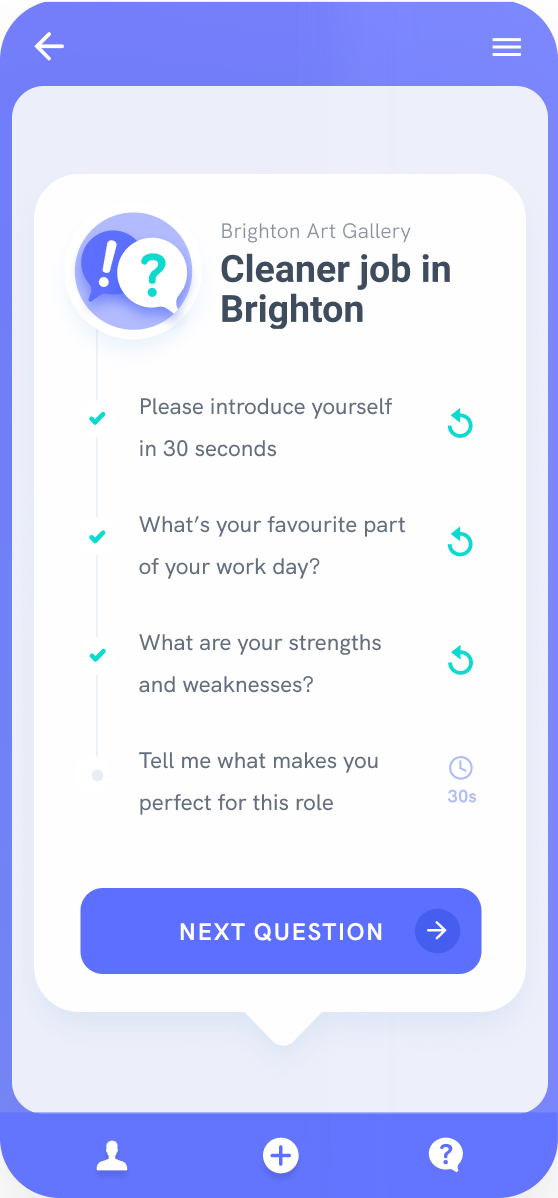 Brighton Art Gallery
Cleaner job in
Brighton
Please introduce yourself
in 30 seconds
What’s your favourite part
of your work day?
What are your strengths
and weaknesses?
Tell me what makes you
perfect for this role
30s
NEXT QUESTION